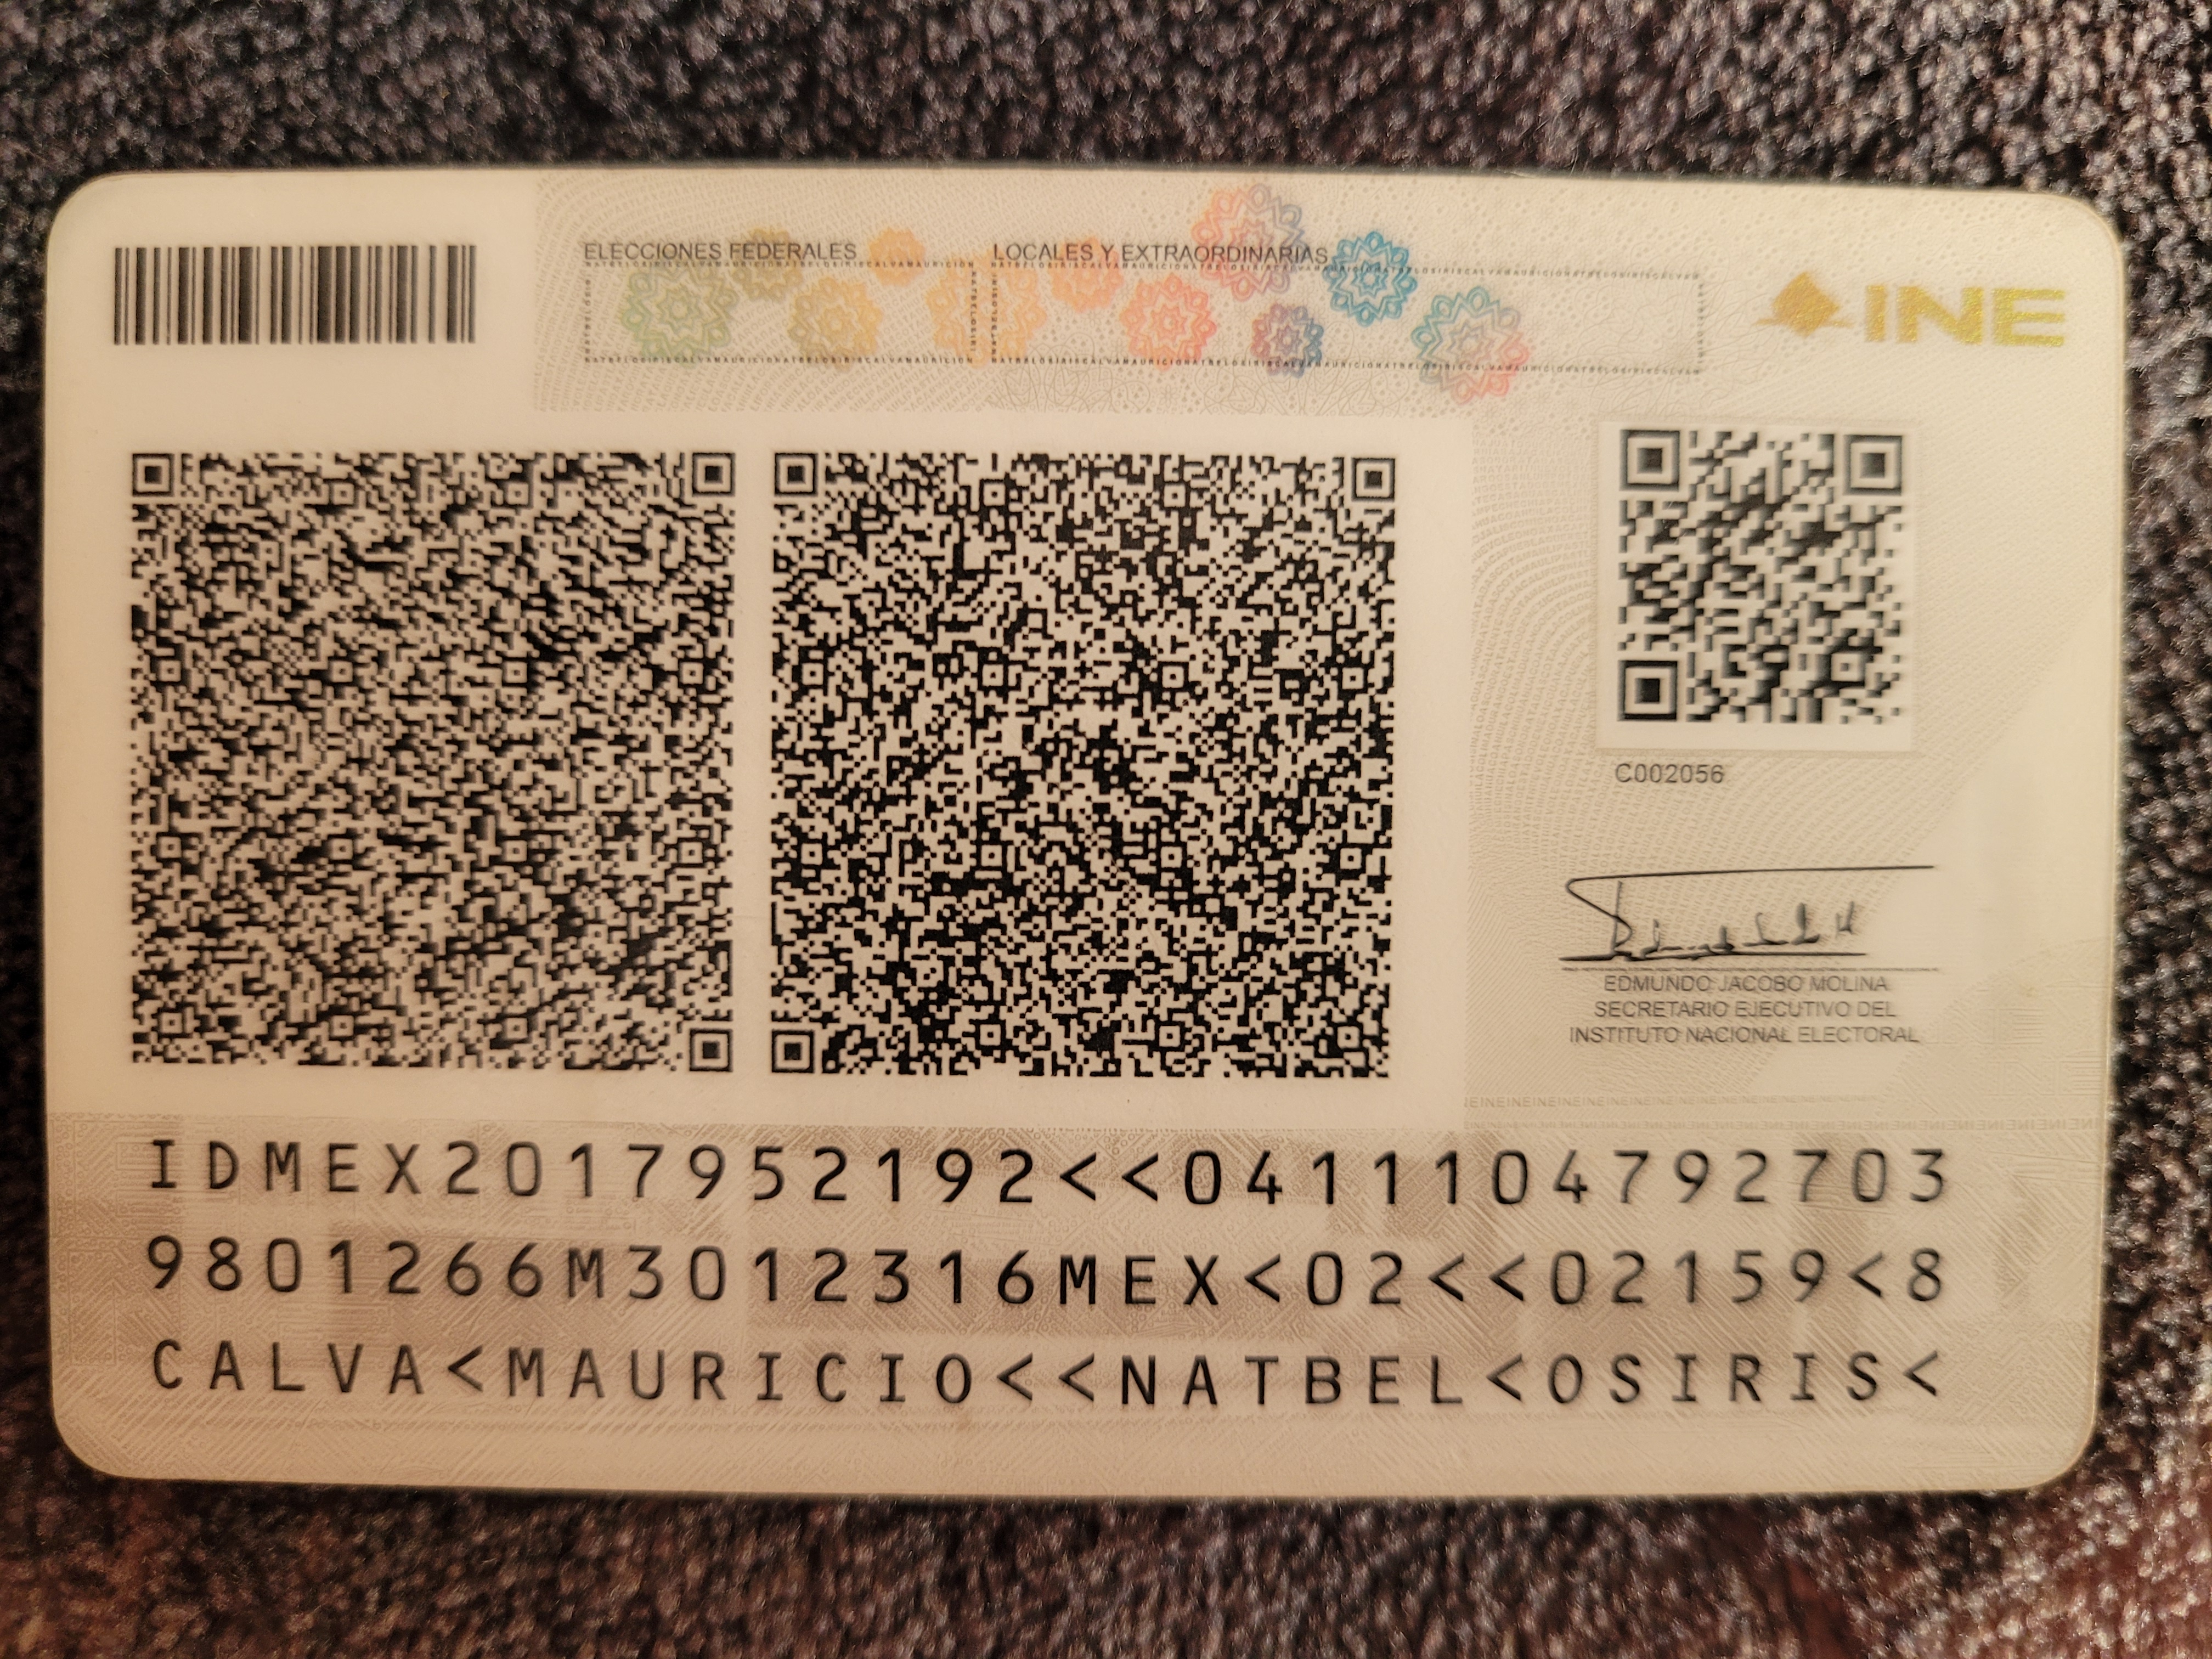 ELECCIONES FEDERALES LOCALES Y EXTRAORDINARIAS
INE
C002056
EDMUNDO JACOBO MOLINA
SECRETARIO EJECUTIVO DEL
INSTITUTO NACIONAL ELECTORAL
IDMEX2017952192<<0411104792703
9801266M3012316MEX<02<<02159<8
CALVA<MAURICIO<<NATBEL<OSIRIS<